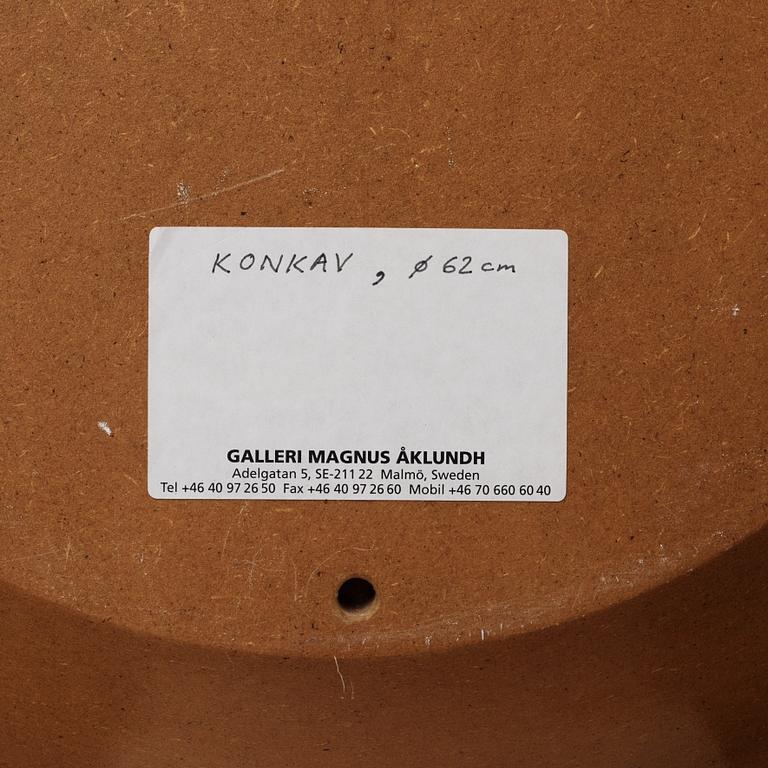 KONKAV, ø 62 cm
GALLERI MAGNUS ÅKLUNDH
Adelgatan 5, SE-211 22 Malmö, Sweden
Tel +46 40 97 26 50 Fax +46 40 97 26 60 Mobil +46 70 660 60 40